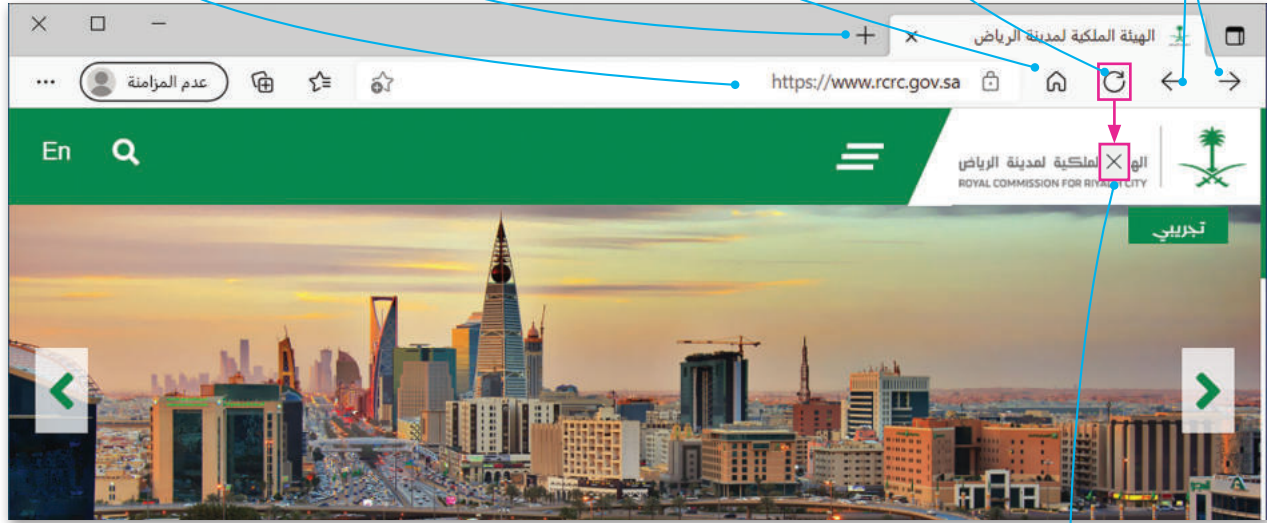 الهيئة الملكية لمدينة الرياض
https://www.rcrc.gov.sa
عدم المزامنة
الهيئة الملكية لمدينة الرياض
ROYAL COMMISSION FOR RIYADH CITY
En
تجريبي